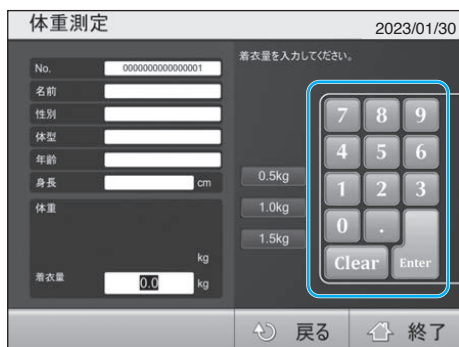 体重測定
2023/01/30
No. 0000000000000001
名前
性別
体型
年齢
身長 cm
体重
kg
着衣量 0.0 kg
着衣量を入力してください。
0.5kg
1.0kg
1.5kg
7 8 9
4 5 6
1 2 3
0 .
Clear Enter
戻る 終了